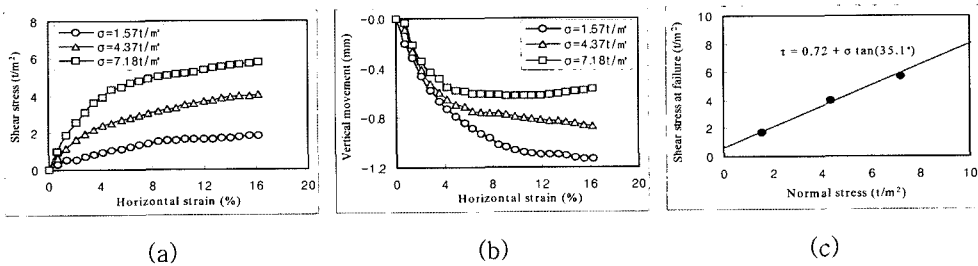 8
6
4
2
0
Shear stress (t/m²)
σ=1.57t/㎡
σ=4.37t/㎡
σ=7.18t/㎡
0 4 8 12 16 20
Horizontal strain (%)
(a)
-0.0
-0.4
-0.8
-1.2
Vertical movement (mm)
σ=1.57t/㎡
σ=4.37t/㎡
σ=7.18t/㎡
0 4 8 12 16 20
Horizontal strain (%)
(b)
10
8
6
4
2
0
Shear stress at failure (t/m²)
τ = 0.72 + σ tan(35.1°)
0 2 4 6 8 10
Normal stress (t/m²)
(c)